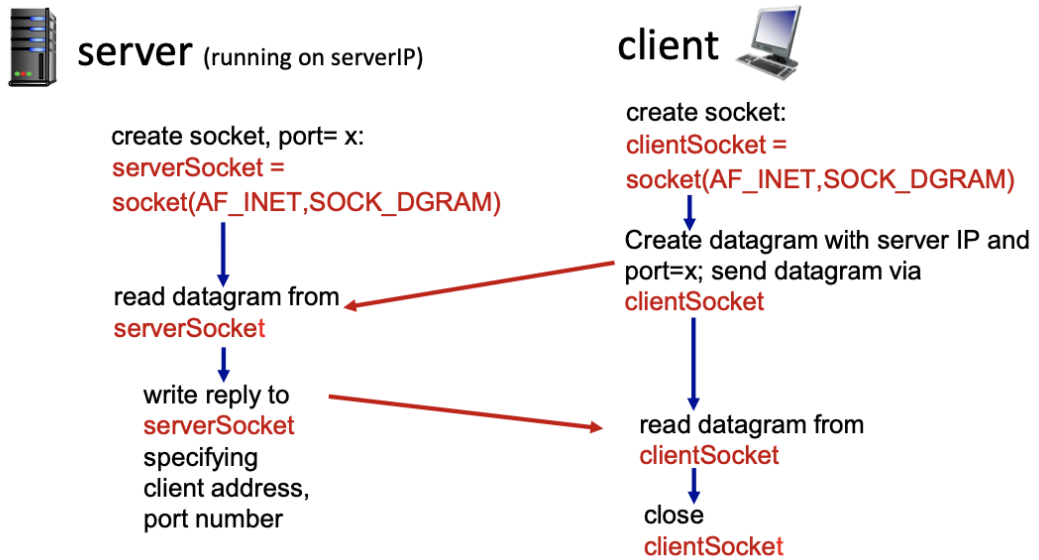 server (running on serverIP)
create socket, port= x:
serverSocket =
socket(AF_INET,SOCK_DGRAM)
read datagram from
serverSocket
write reply to
serverSocket
specifying
client address,
port number
client
create socket:
clientSocket =
socket(AF_INET,SOCK_DGRAM)
Create datagram with server IP and
port=x; send datagram via
clientSocket
read datagram from
clientSocket
close
clientSocket